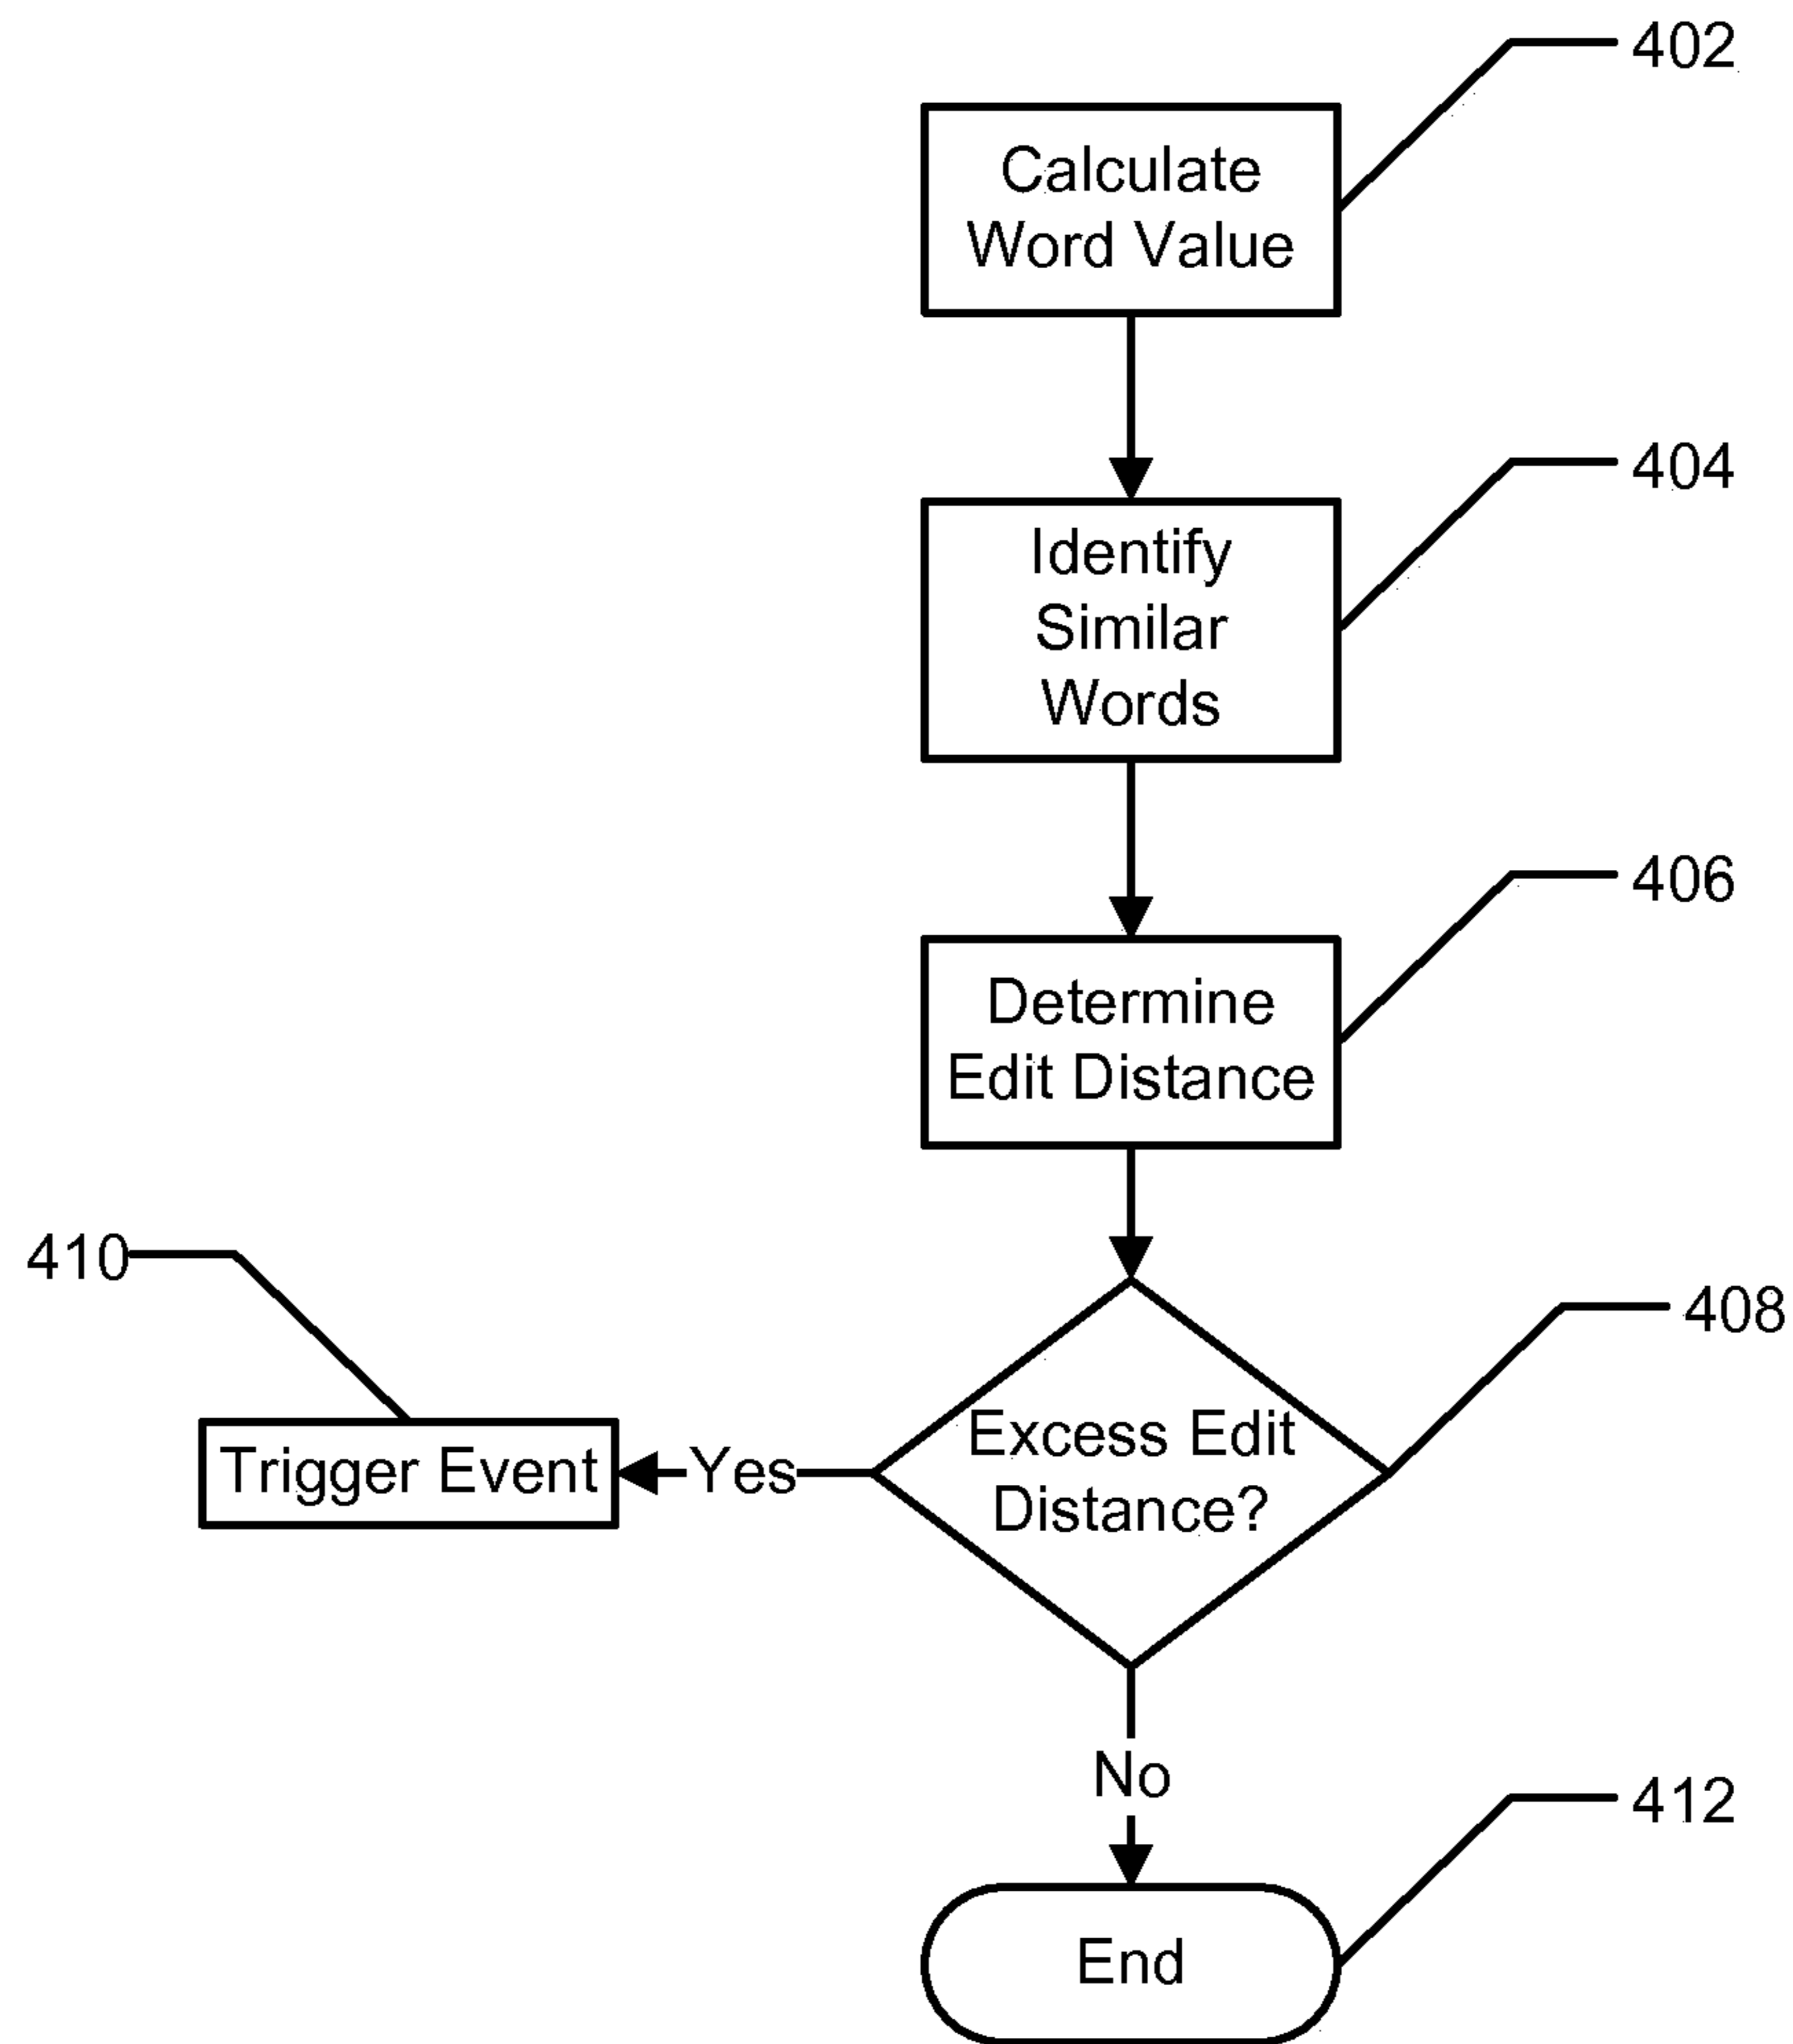 402
Calculate
Word Value
404
Identify
Similar
Words
406
Determine
Edit Distance
410
408
Excess Edit
Distance?
Yes
Trigger Event
No
412
End